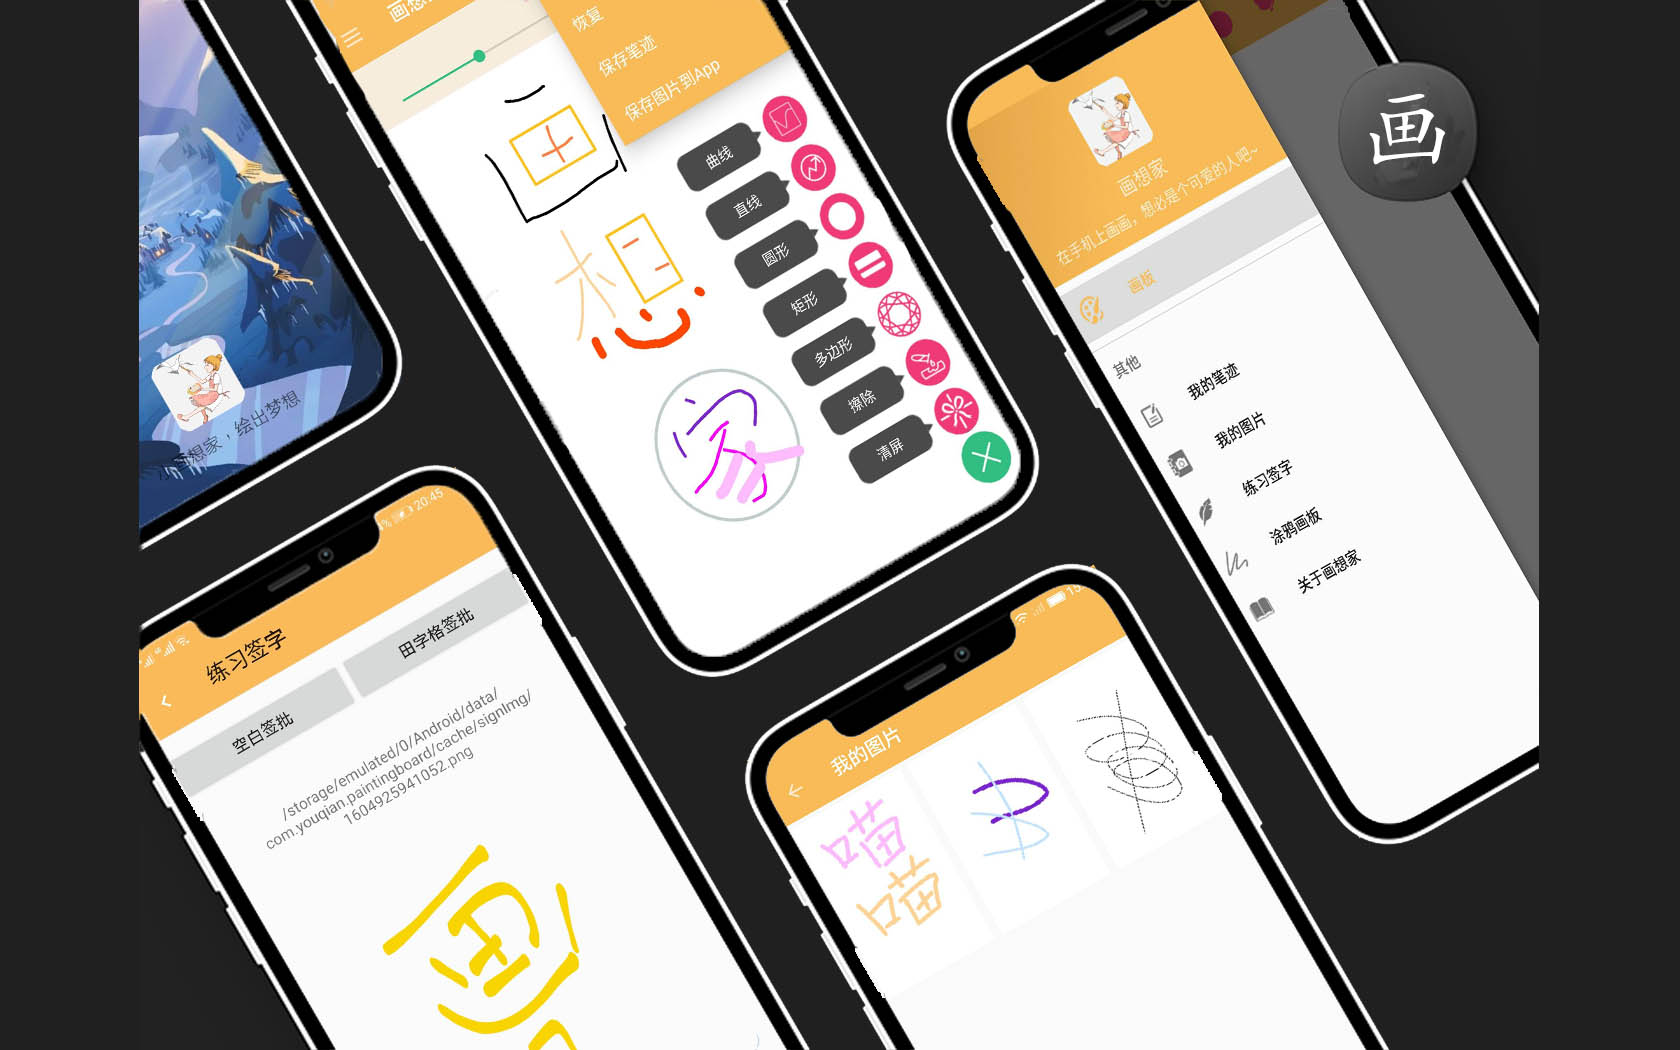 想家，绘出梦想
画想
恢复
保存笔迹
保存图片到App
画
想
家
曲线
直线
圆形
矩形
多边形
擦除
清屏
画想家
在手机上画画，想必是个可爱的人吧~
画板
其他
我的笔迹
我的图片
练习签字
涂鸦画板
关于画想家
画
20:45
练习签字
空白签批
田字格签批
/storage/emulated/0/Android/data/
com.youqian.paintingboard/cache/signImg/
1604925941052.png
画
我的图片
喵
喵